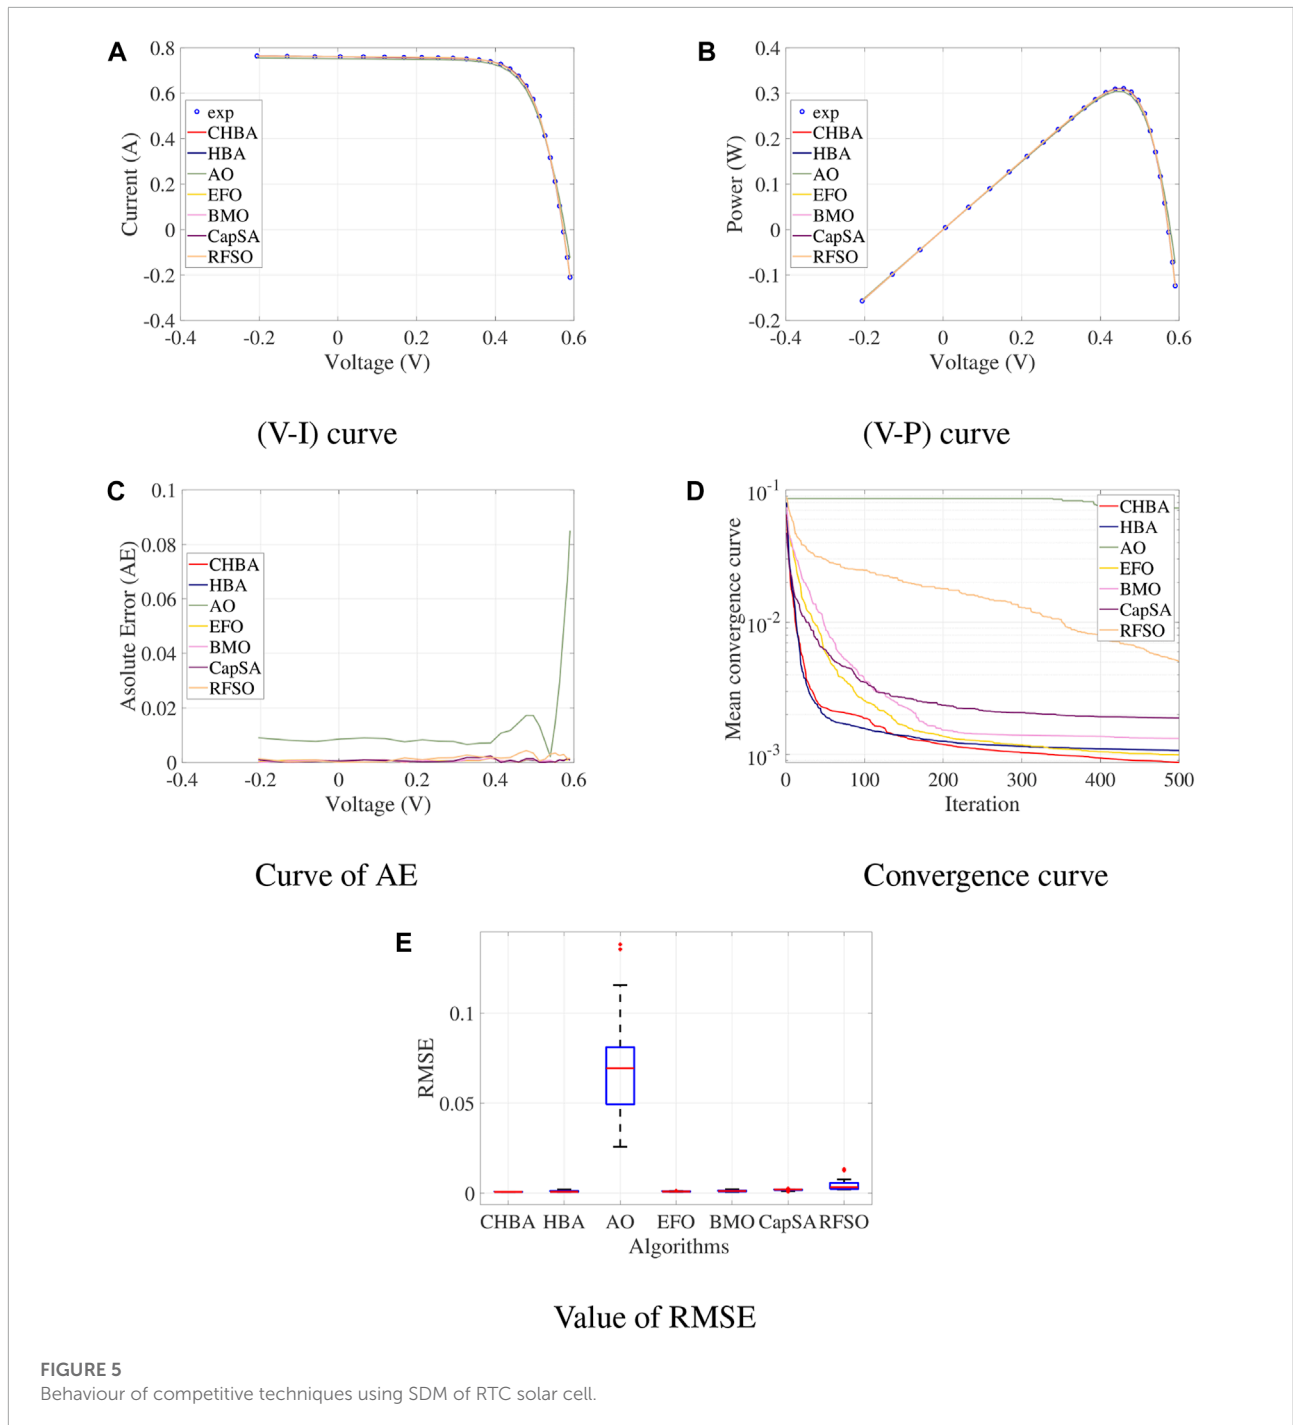 A
0.8
0.6
0.4
0.2
0
-0.2
-0.4
-0.4
-0.2
0
0.2
0.4
0.6
Current (A)
Voltage (V)
exp
CHBA
HBA
AO
EFO
BMO
CapSA
RFSO
(V-I) curve
B
0.4
0.3
0.2
0.1
0
-0.1
-0.2
-0.4
-0.2
0
0.2
0.4
0.6
Power (W)
Voltage (V)
exp
CHBA
HBA
AO
EFO
BMO
CapSA
RFSO
(V-P) curve
C
0.1
0.08
0.06
0.04
0.02
0
-0.4
-0.2
0
0.2
0.4
0.6
Asolute Error (AE)
Voltage (V)
CHBA
HBA
AO
EFO
BMO
CapSA
RFSO
Curve of AE
D
10-1
10-2
10-3
0
100
200
300
400
500
Mean convergence curve
Iteration
CHBA
HBA
AO
EFO
BMO
CapSA
RFSO
Convergence curve
E
0.1
0.05
0
RMSE
CHBA HBA AO EFO BMO CapSA RFSO
Algorithms
Value of RMSE
FIGURE 5
Behaviour of competitive techniques using SDM of RTC solar cell.